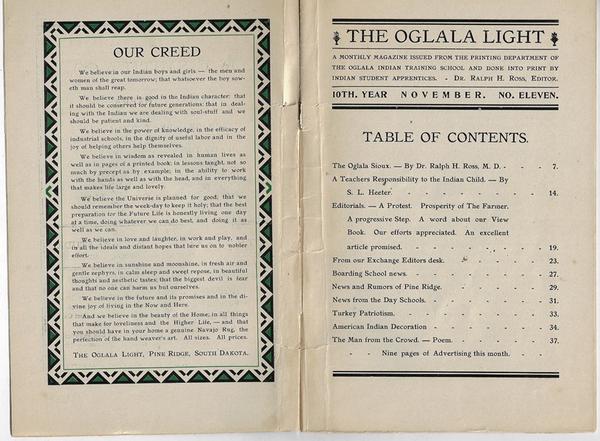 OUR CREED
We believe in our Indian boys and girls — the men and
women of the great tomorrow; that whatsoever the boy sow-
eth man shall reap.
We believe there is good in the Indian character: that
it should be conserved for future generations: that in deal-
ing with the Indian we are dealing with soul-stuff and we
should be patient and kind.
We believe in the power of knowledge, in the efficacy of
industrial schools, in the dignity of useful labor and in the
joy of helping others help themselves.
We believe in wisdom as revealed in human lives as
well as in pages of a printed book; in lessons taught, not so
much by precept as by example; in the ability to work
with the hands as well as with the head, and in everything
that makes life large and lovely.
We believe the Universe is planned for good; that we
should remember the week-day to keep it holy; that the best
preparation for the Future Life is honestly living one day
at a time, doing whatever we can do best, and doing it as
well as we can.
We believe in love and laughter, in work and play, and
in all the ideals and distant hopes that lure us on to nobler
effort.
We believe in sunshine and moonshine, in fresh air and
gentle zephyrs, in calm sleep and sweet repose, in beautiful
thoughts and aesthetic tastes; that the biggest devil is fear
and that no one can harm us but ourselves.
We believe in the future and its promises and in the di-
vine joy of living in the Now and Here.
And we believe in the beauty of the Home; in all things
that make for loveliness and the Higher Life, — and that
you should have in your home a genuine Navajo Rug, the
perfection of the hand weaver's art. All sizes. All prices.
THE OGLALA LIGHT, PINE RIDGE, SOUTH DAKOTA.
THE OGLALA LIGHT
A MONTHLY MAGAZINE ISSUED FROM THE PRINTING DEPARTMENT OF
THE OGLALA INDIAN TRAINING SCHOOL AND DONE INTO PRINT BY
INDIAN STUDENT APPRENTICES. - DR. RALPH H. ROSS, EDITOR.
10TH. YEAR NOVEMBER. NO. ELEVEN.
TABLE OF CONTENTS.
The Oglala Sioux. — By Dr. Ralph H. Ross, M. D. - - 7.
A Teachers Responsibility to the Indian Child. — By
S. L. Heeter. - - - - - - - - 14.
Editorials. — A Protest. Prosperity of The Farmer.
A progressive Step. A word about our View
Book. Our efforts appreciated. An excellent
article promised. - - - - - - - 19.
From our Exchange Editors desk. - - - - - 23.
Boarding School news. - - - - - - 27.
News and Rumors of Pine Ridge. - - - - - 29.
News from the Day Schools. - - - - - - 31.
Turkey Patriotism. - - - - - - - 33.
American Indian Decoration - - - - - - 34.
The Man from the Crowd. — Poem. - - - - - 37.
- - Nine pages of Advertising this month. - -